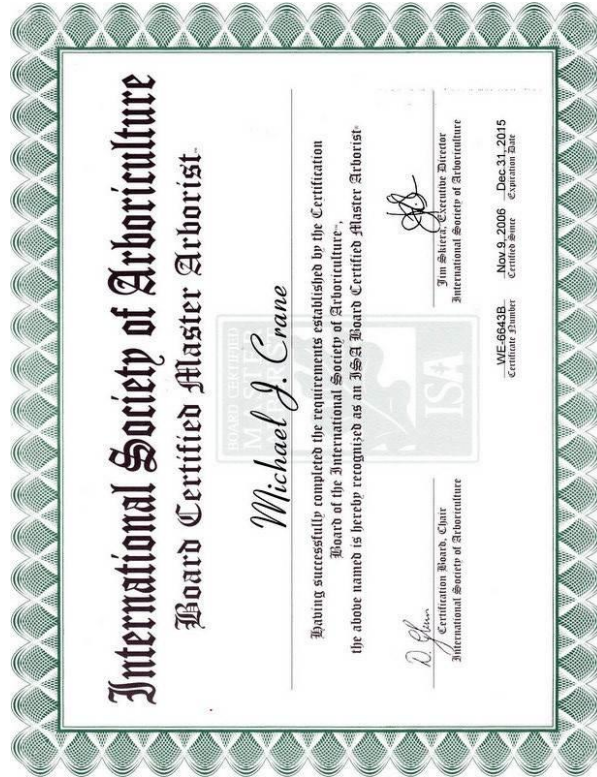 International Society of Arboriculture
Board Certified Master Arborist
Michael J. Crane
Having successfully completed the requirements established by the Certification
Board of the International Society of Arboriculture,
the above named is hereby recognized as an ISA Board Certified Master Arborist
BOARD CERTIFIED
MASTER
ARBORIST
ISA
D. Glenn
Certification Board, Chair
International Society of Arboriculture
Jim Skiera, Executive Director
International Society of Arboriculture
WE-6643B
Certificate Number
Nov 9, 2006
Certified Since
Dec 31, 2015
Expiration Date